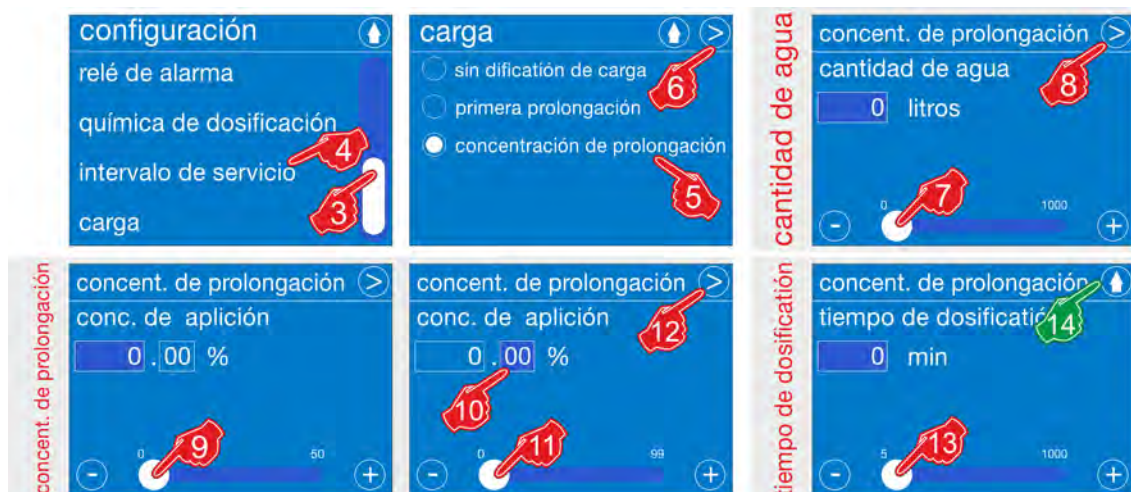 configuración
relé de alarma
química de dosificación
4
intervalo de servicio
3
carga
carga
>
sin dificatión de carga
6
primera prolongación
concentración de prolongación
5
cantidad de agua
concent. de prolongación >
cantidad de agua
8
0 litros
7
0 1000
- +
concent. de prolongación
concent. de prolongación >
conc. de aplición
0 . 00 %
9
0 50
- +
concent. de prolongación >
conc. de aplición
12
0 . 00 %
10
11
0 99
- +
tiempo de dosificatión
concent. de prolongación
tiempo de dosificatió
14
0 min
13
5 1000
- +